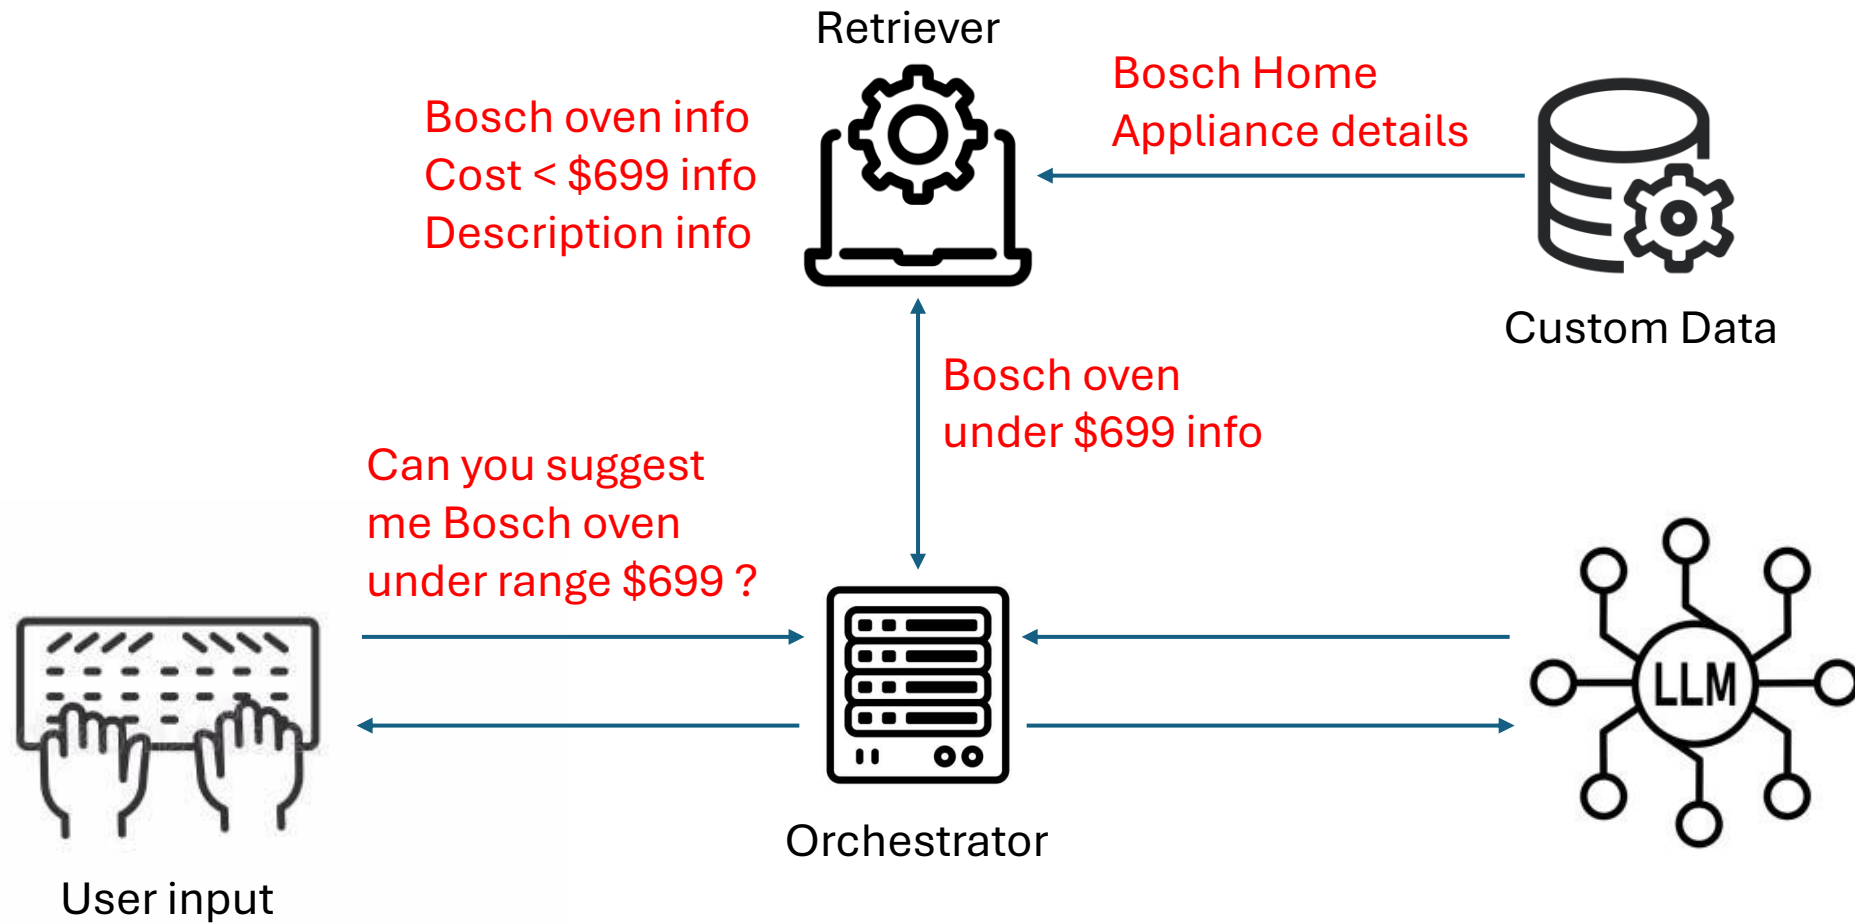 Retriever
Bosch oven info
Cost < $699 info
Description info
Bosch Home
Appliance details
Custom Data
Bosch oven
under $699 info
Can you suggest
me Bosch oven
under range $699 ?
LLM
Orchestrator
User input